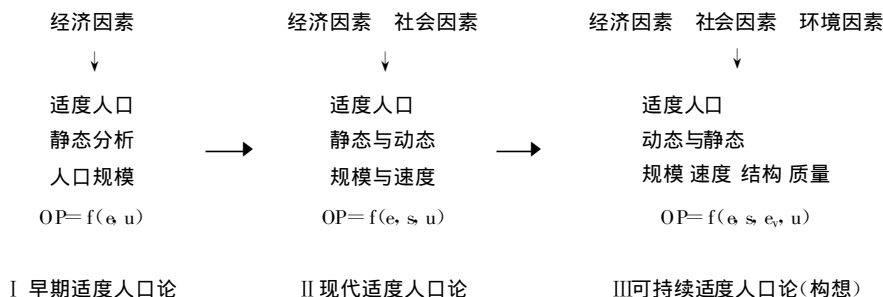 经济因素 经济因素 社会因素 经济因素 社会因素 环境因素
↓ ↓ ↓
适度人口 适度人口 适度人口
静态分析 静态与动态 动态与静态
→ →
人口规模 规模与速度 规模 速度 结构 质量
OP=f(e, u) OP=f(e, s, u) OP=f(e, s, eᵥ, u)
Ⅰ 早期适度人口论 Ⅱ 现代适度人口论 Ⅲ可持续适度人口论(构想)